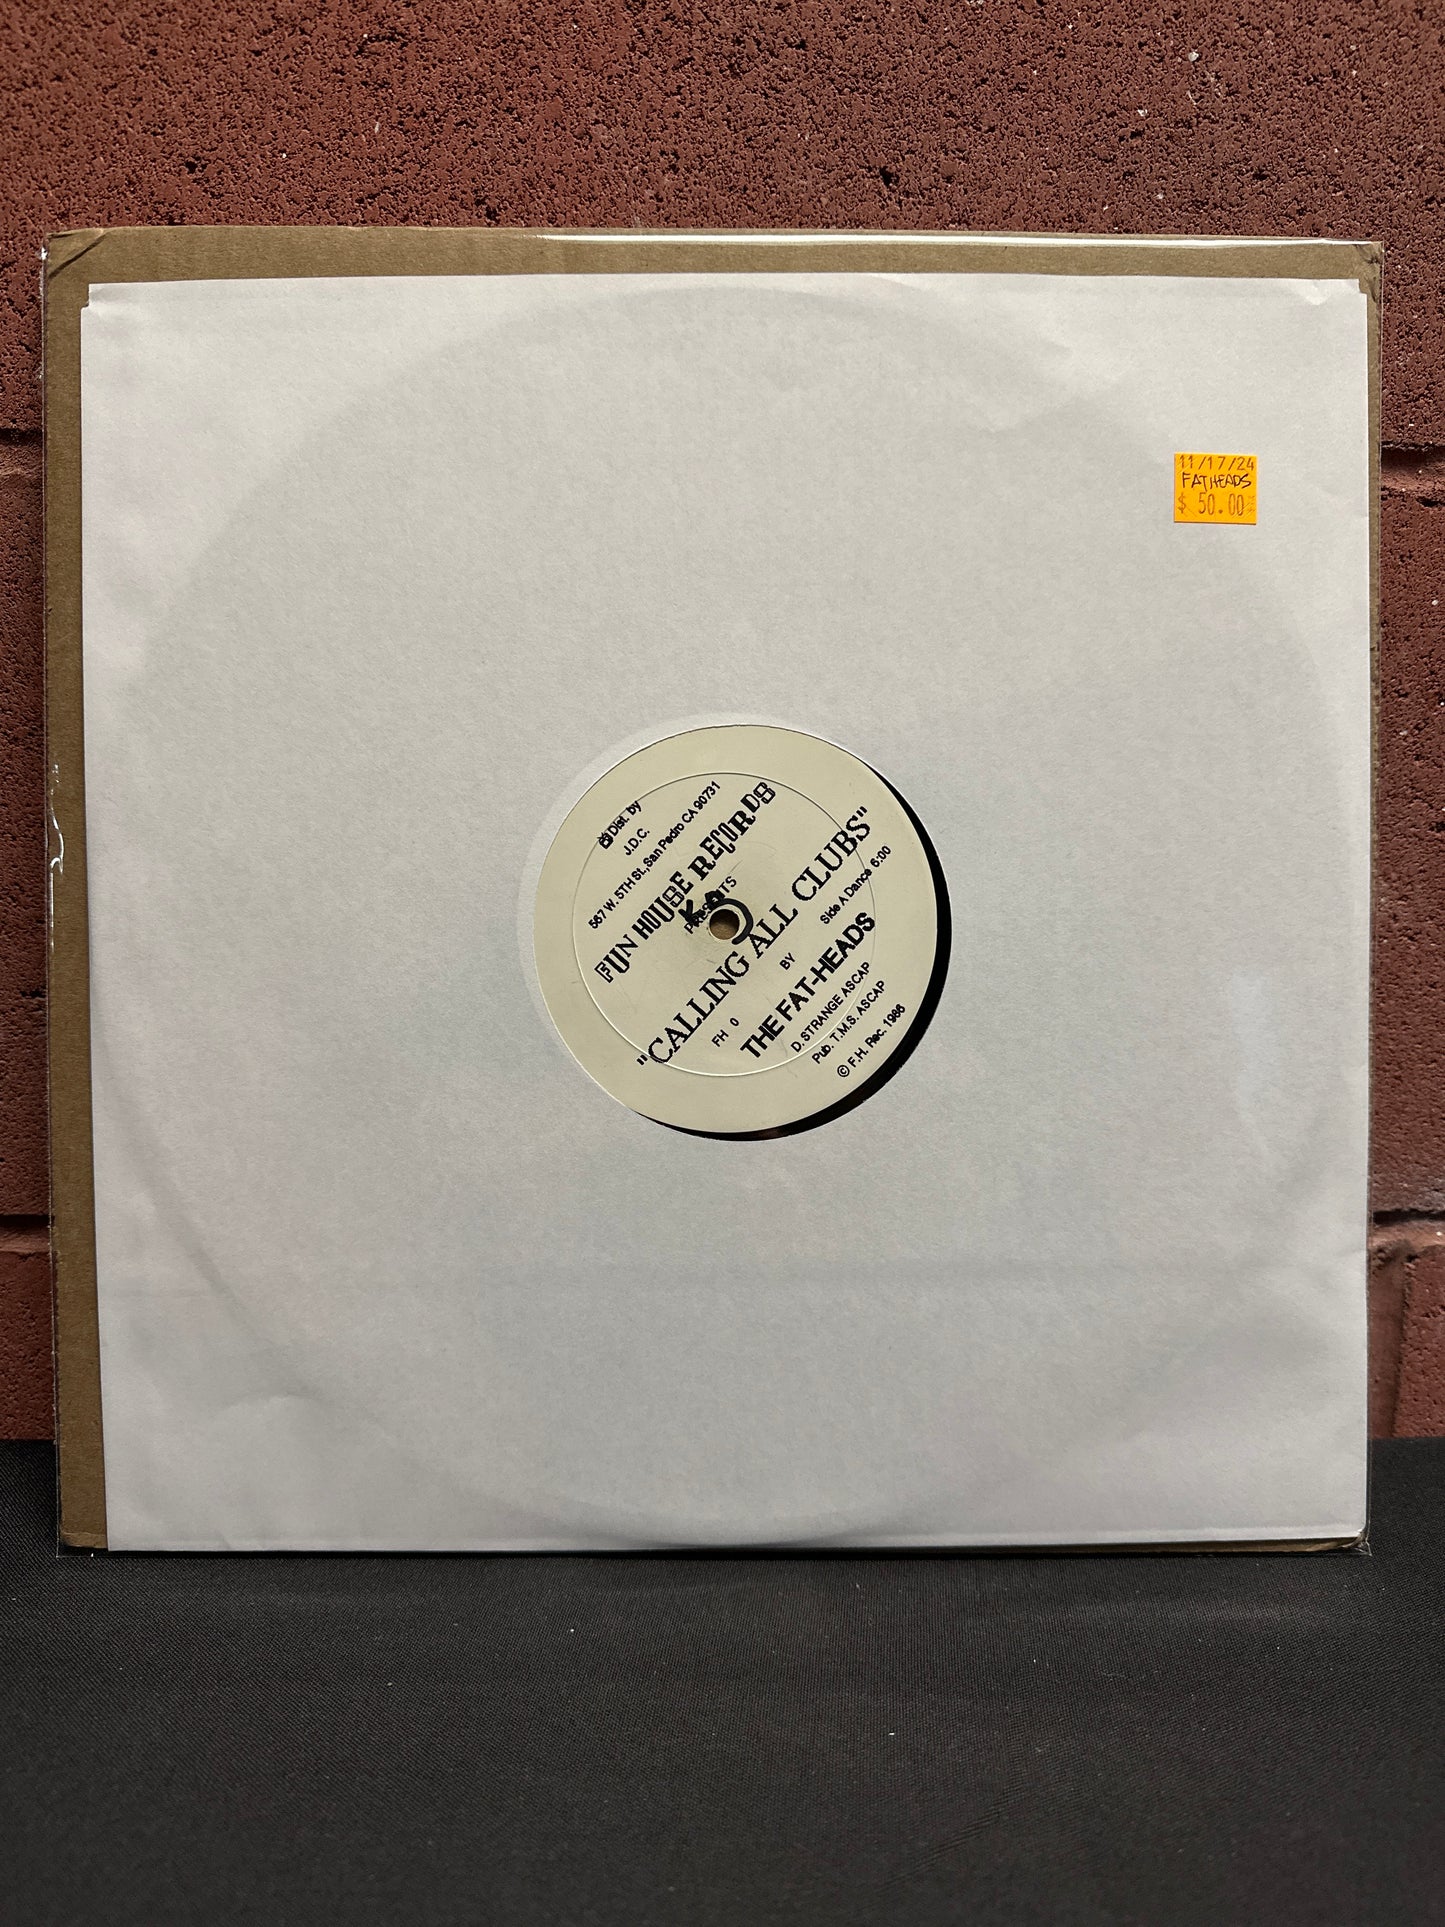 11/17/24
FATHEADS
$ 50.00
Dist. by
J.D.C.
567 W. 5TH St., San Pedro CA 90731
FUN HOUSE RECORDS
PRESENTS
"CALLING ALL CLUBS"
FH 0
BY
Side A Dance 6:00
THE FAT-HEADS
D. STRANGE ASCAP
Pub. T.M.S. ASCAP
© F.H. Rec. 1986